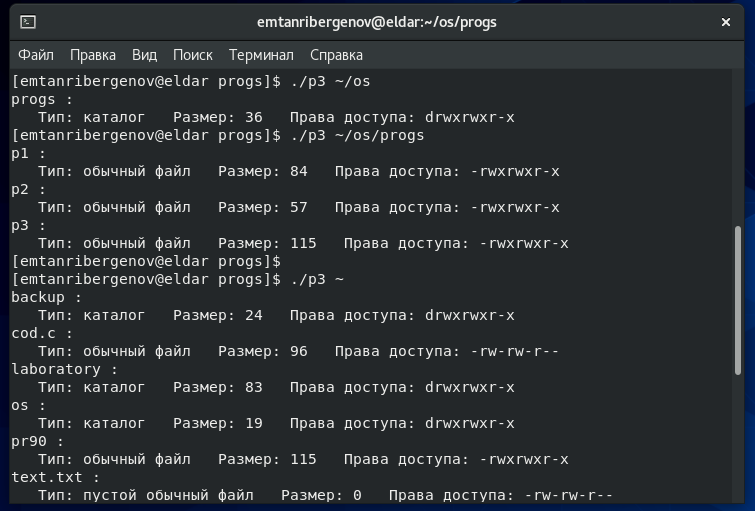 emtanribergenov@eldar:~/os/progs
Файл Правка Вид Поиск Терминал Справка
[emtanribergenov@eldar progs]$ ./p3 ~/os
progs :
Тип: каталог Размер: 36 Права доступа: drwxrwxr-x
[emtanribergenov@eldar progs]$ ./p3 ~/os/progs
p1 :
Тип: обычный файл Размер: 84 Права доступа: -rwxrwxr-x
p2 :
Тип: обычный файл Размер: 57 Права доступа: -rwxrwxr-x
p3 :
Тип: обычный файл Размер: 115 Права доступа: -rwxrwxr-x
[emtanribergenov@eldar progs]$
[emtanribergenov@eldar progs]$ ./p3 ~
backup :
Тип: каталог Размер: 24 Права доступа: drwxrwxr-x
cod.c :
Тип: обычный файл Размер: 96 Права доступа: -rw-rw-r--
laboratory :
Тип: каталог Размер: 83 Права доступа: drwxrwxr-x
os :
Тип: каталог Размер: 19 Права доступа: drwxrwxr-x
pr90 :
Тип: обычный файл Размер: 115 Права доступа: -rwxrwxr-x
text.txt :
Тип: пустой обычный файл Размер: 0 Права доступа: -rw-rw-r--